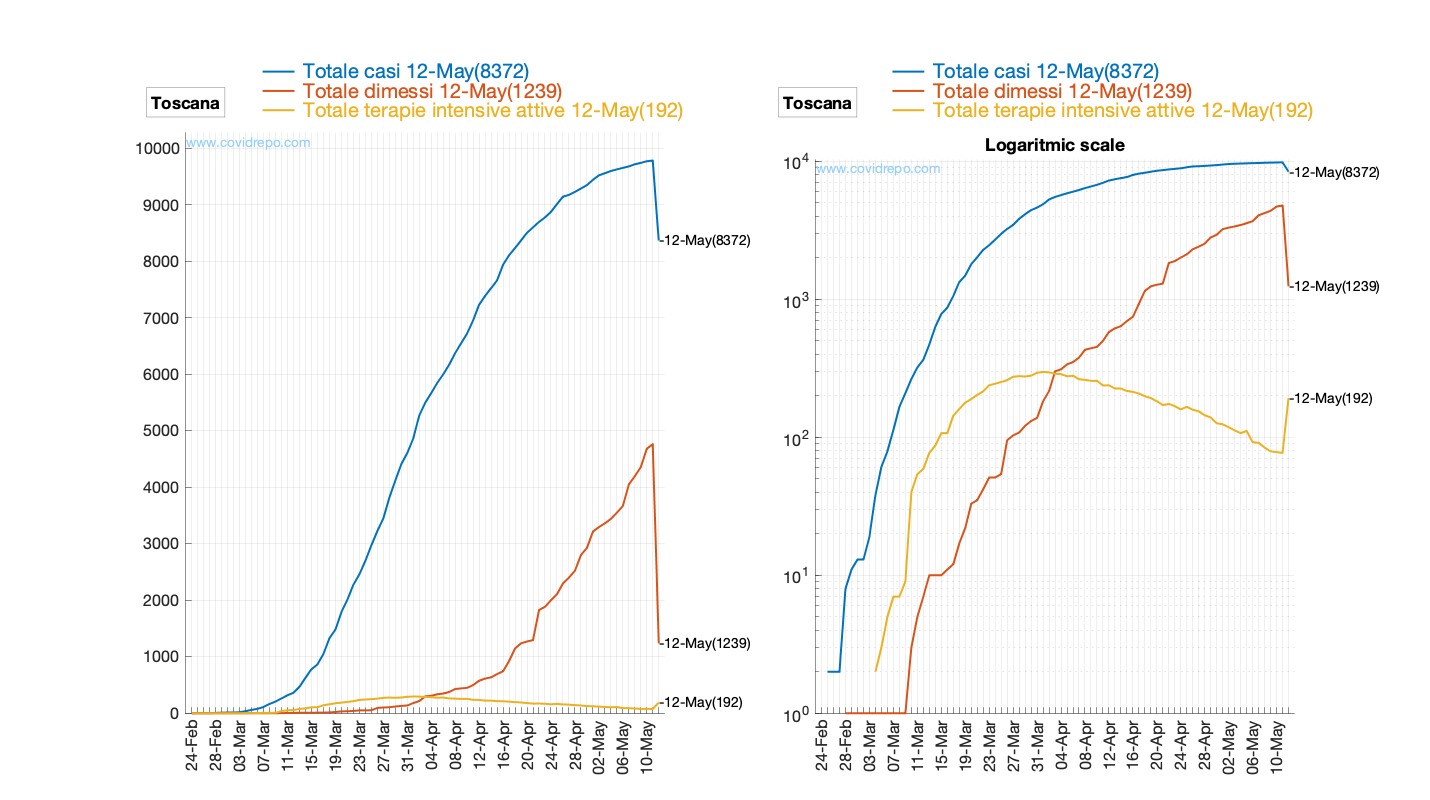 Totale casi 12-May(8372)
Totale dimessi 12-May(1239)
Totale terapie intensive attive 12-May(192)
Toscana
www.covidrepo.com
10000
9000
8000
7000
6000
5000
4000
3000
2000
1000
0
12-May(8372)
12-May(1239)
12-May(192)
24-Feb
28-Feb
03-Mar
07-Mar
11-Mar
15-Mar
19-Mar
23-Mar
27-Mar
31-Mar
04-Apr
08-Apr
12-Apr
16-Apr
20-Apr
24-Apr
28-Apr
02-May
06-May
10-May
Totale casi 12-May(8372)
Totale dimessi 12-May(1239)
Totale terapie intensive attive 12-May(192)
Toscana
Logaritmic scale
www.covidrepo.com
10⁴
10³
10²
10¹
10⁰
12-May(8372)
12-May(1239)
12-May(192)
24-Feb
28-Feb
03-Mar
07-Mar
11-Mar
15-Mar
19-Mar
23-Mar
27-Mar
31-Mar
04-Apr
08-Apr
12-Apr
16-Apr
20-Apr
24-Apr
28-Apr
02-May
06-May
10-May